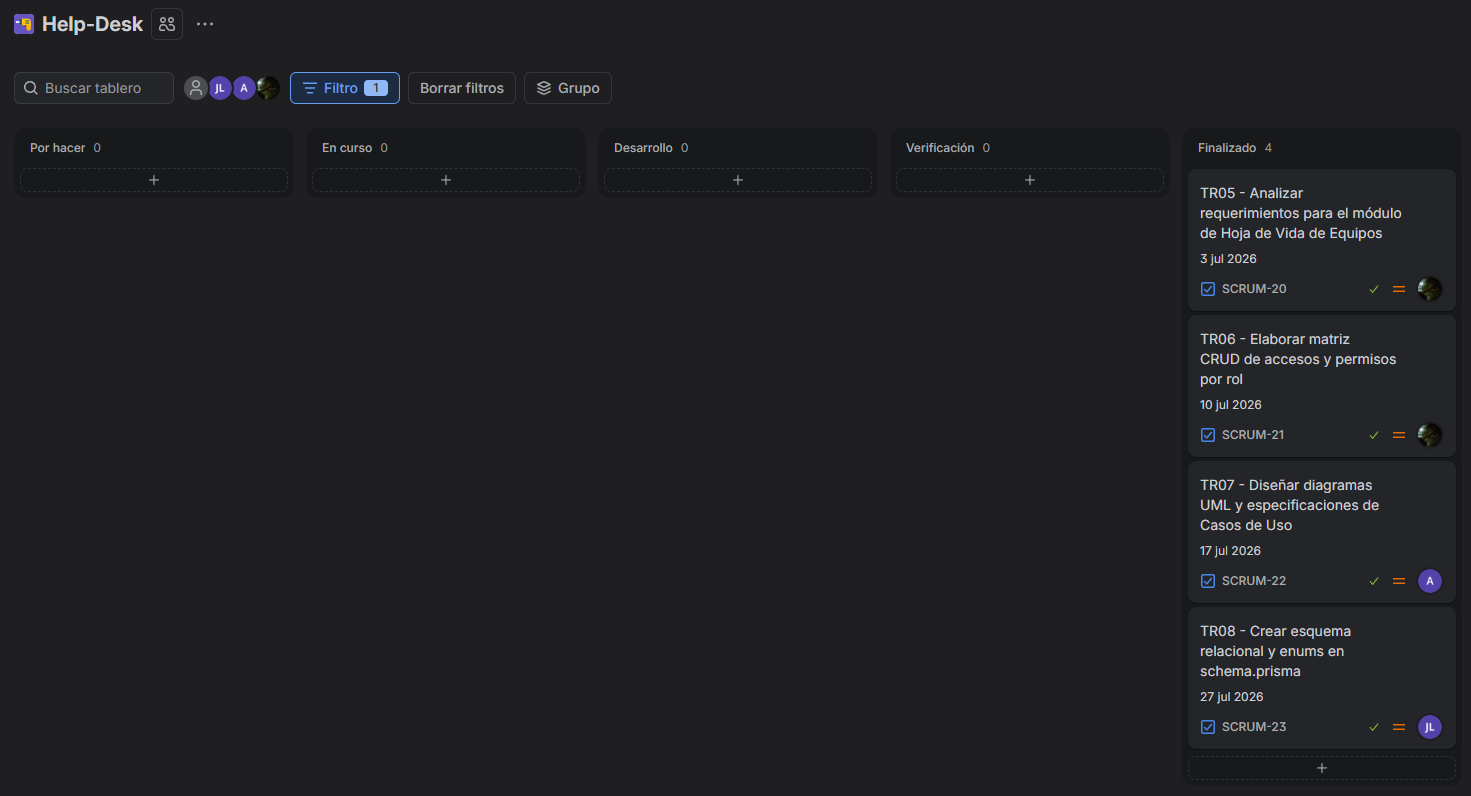 Help-Desk
Buscar tablero
JL
A
Filtro 1
Borrar filtros
Grupo
Por hacer 0
En curso 0
Desarrollo 0
Verificación 0
Finalizado 4
TR05 - Analizar
requerimientos para el módulo
de Hoja de Vida de Equipos
3 jul 2026
SCRUM-20
TR06 - Elaborar matriz
CRUD de accesos y permisos
por rol
10 jul 2026
SCRUM-21
TR07 - Diseñar diagramas
UML y especificaciones de
Casos de Uso
17 jul 2026
SCRUM-22
A
TR08 - Crear esquema
relacional y enums en
schema.prisma
27 jul 2026
SCRUM-23
JL